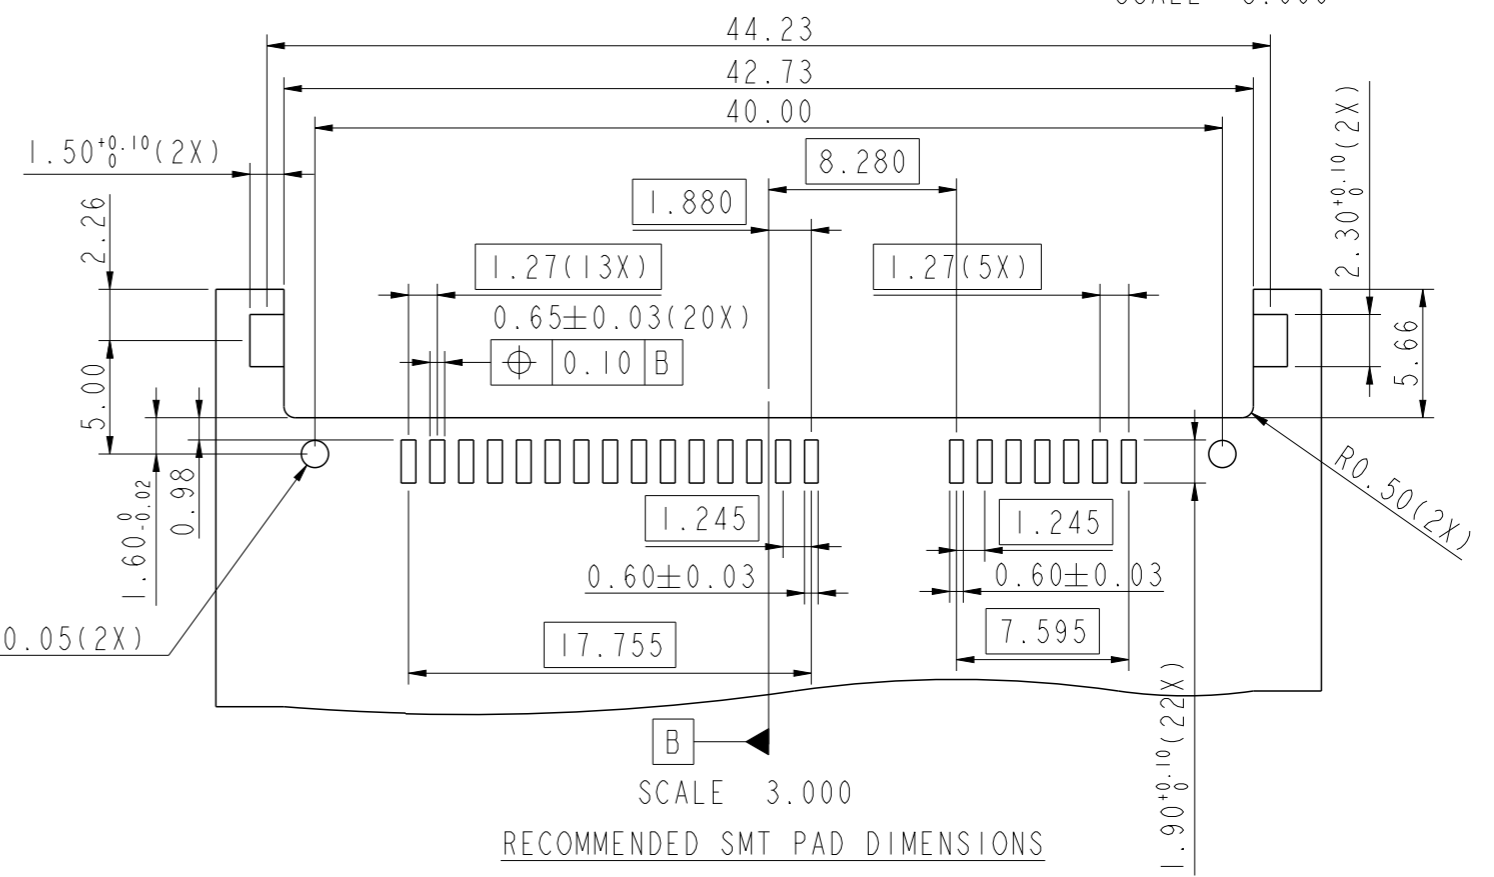 44.23
42.73
40.00
1.50 +0.10 0 (2X)
8.280
1.880
2.30 +0.10 0 (2X)
2.26
1.27(13X)
1.27(5X)
0.65±0.03(20X)
⌖ 0.10 B
5.00
5.66
1.60 0 -0.02
0.98
R0.50(2X)
1.245
1.245
0.60±0.03
0.60±0.03
0.05(2X)
17.755
7.595
1.90 +0.10 0 (22X)
B
SCALE 3.000
RECOMMENDED SMT PAD DIMENSIONS